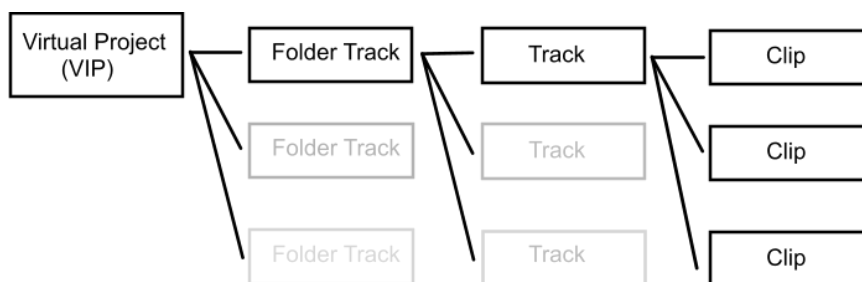 Virtual Project
(VIP)
Folder Track
Track
Clip
Folder Track
Track
Clip
Folder Track
Track
Clip